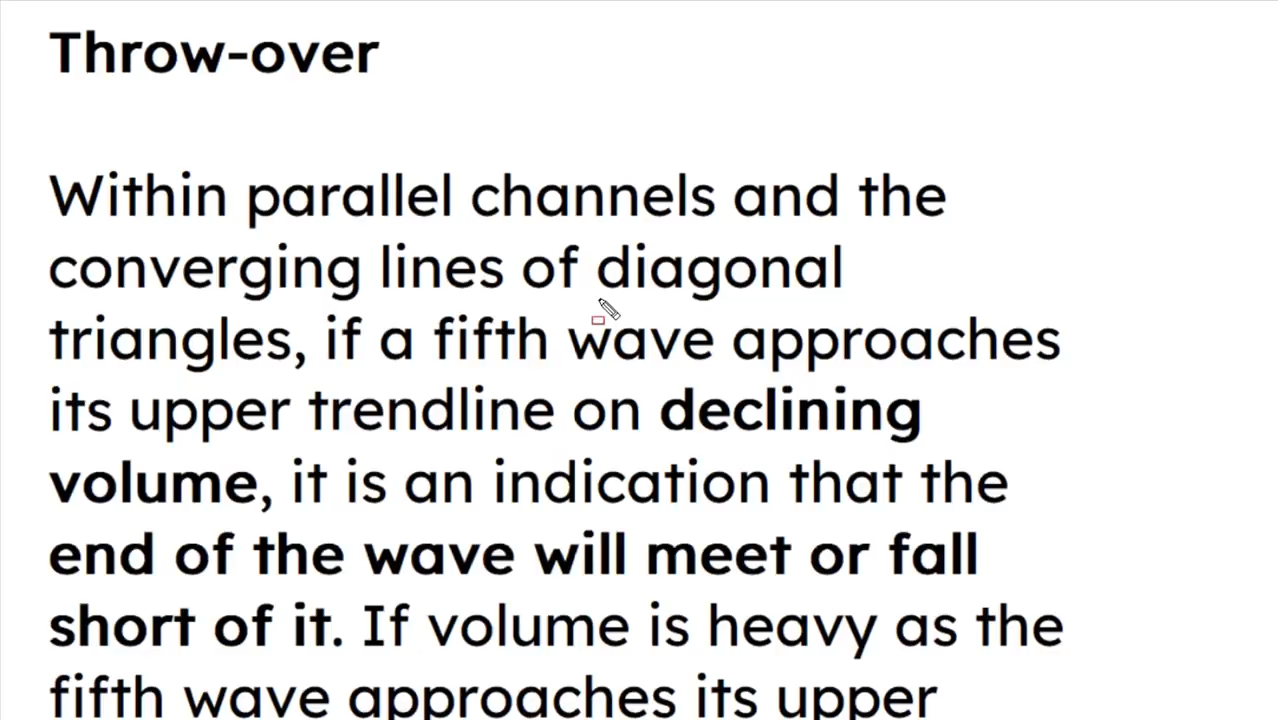 Throw-over
Within parallel channels and the
converging lines of diagonal
triangles, if a fifth wave approaches
its upper trendline on declining
volume, it is an indication that the
end of the wave will meet or fall
short of it. If volume is heavy as the
fifth wave approaches its upper